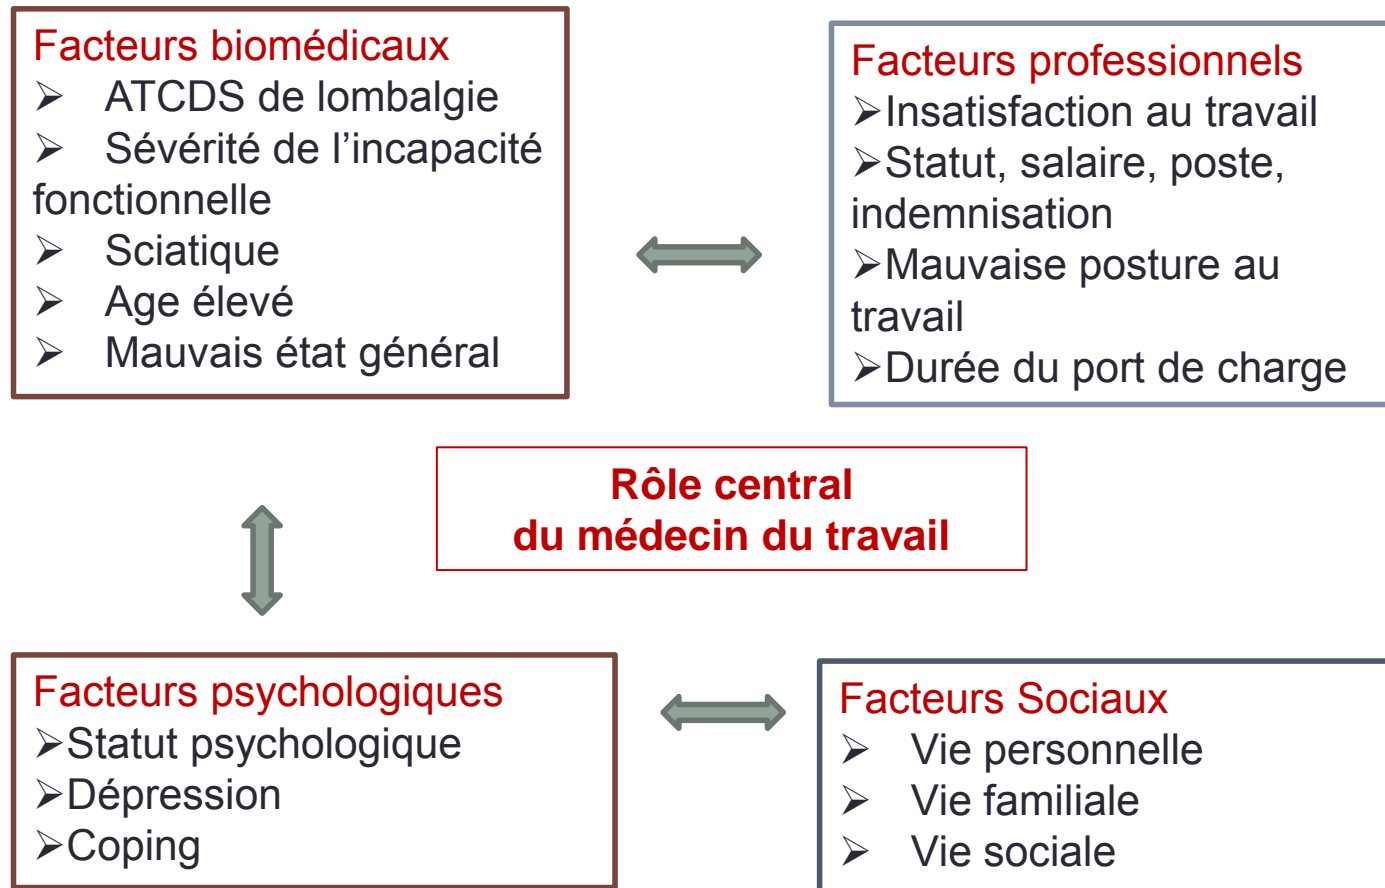 Facteurs biomédicaux
➢ ATCDS de lombalgie
➢ Sévérité de l’incapacité
fonctionnelle
➢ Sciatique
➢ Age élevé
➢ Mauvais état général
Facteurs professionnels
➢Insatisfaction au travail
➢Statut, salaire, poste,
indemnisation
➢Mauvaise posture au
travail
➢Durée du port de charge
Rôle central
du médecin du travail
Facteurs psychologiques
➢Statut psychologique
➢Dépression
➢Coping
Facteurs Sociaux
➢ Vie personnelle
➢ Vie familiale
➢ Vie sociale